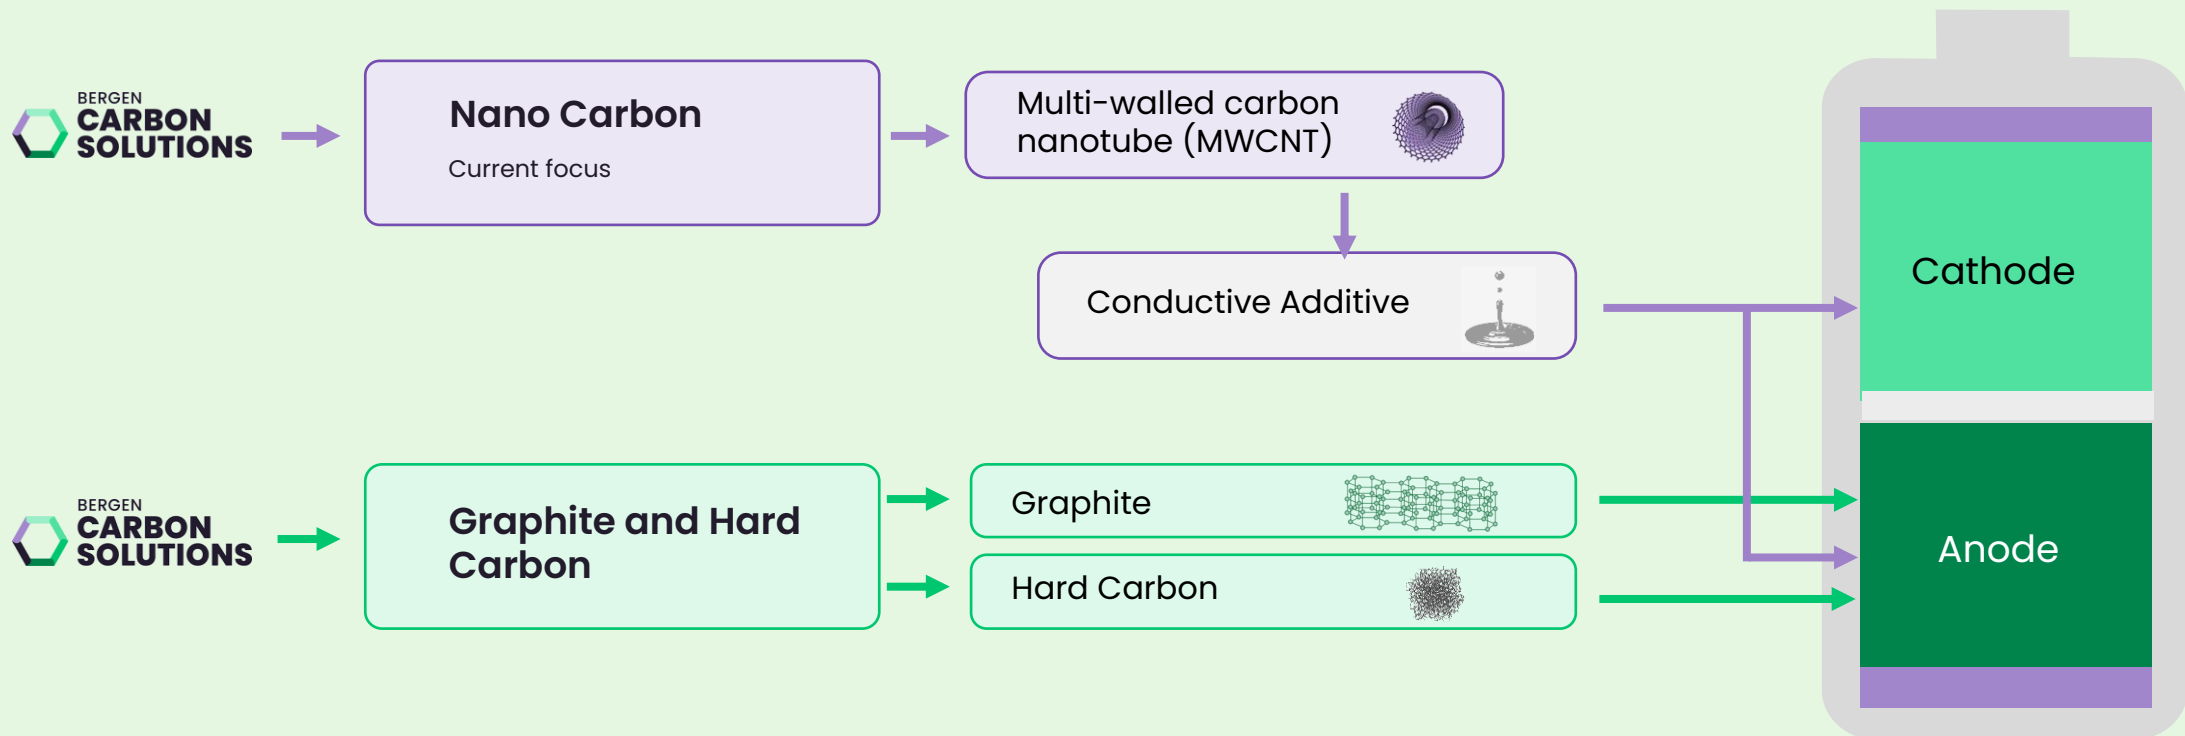 BERGEN
CARBON
SOLUTIONS
Nano Carbon
Current focus
Multi-walled carbon
nanotube (MWCNT)
Conductive Additive
Cathode
BERGEN
CARBON
SOLUTIONS
Graphite and Hard
Carbon
Graphite
Hard Carbon
Anode